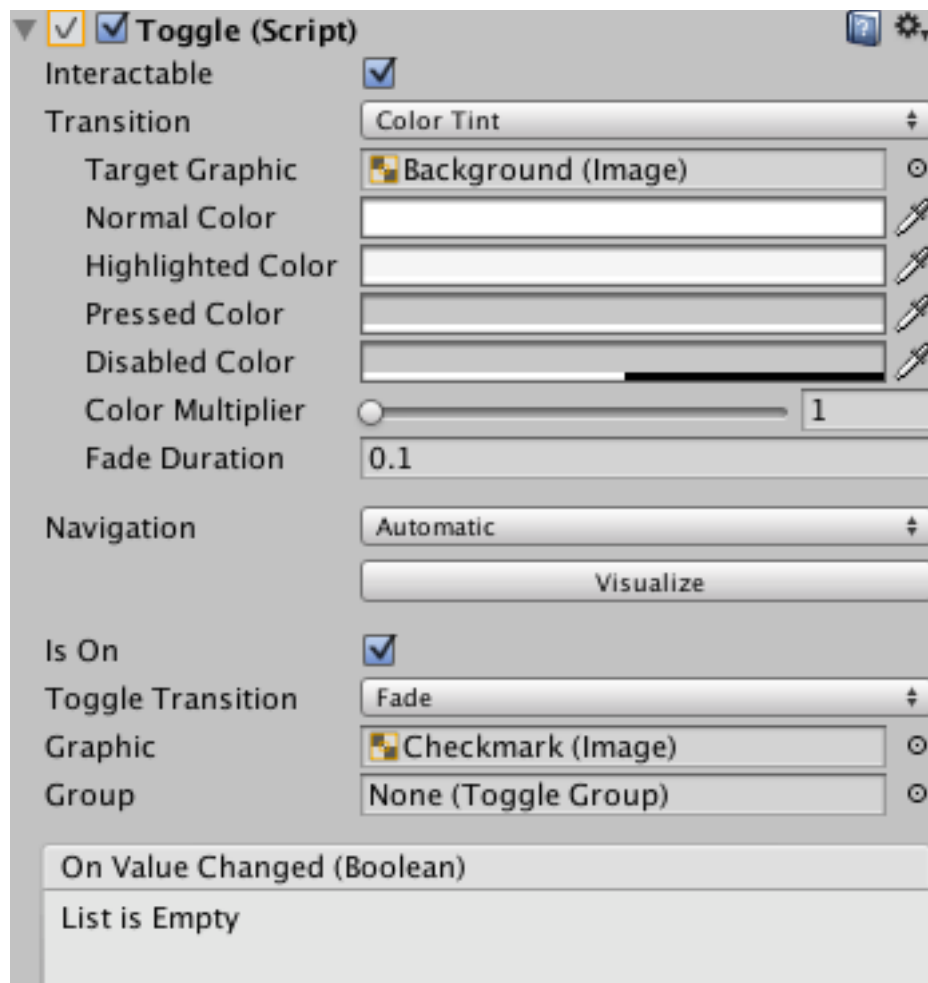 Toggle (Script)
Interactable
Transition Color Tint
Target Graphic Background (Image)
Normal Color
Highlighted Color
Pressed Color
Disabled Color
Color Multiplier 1
Fade Duration 0.1
Navigation Automatic
Visualize
Is On
Toggle Transition Fade
Graphic Checkmark (Image)
Group None (Toggle Group)
On Value Changed (Boolean)
List is Empty